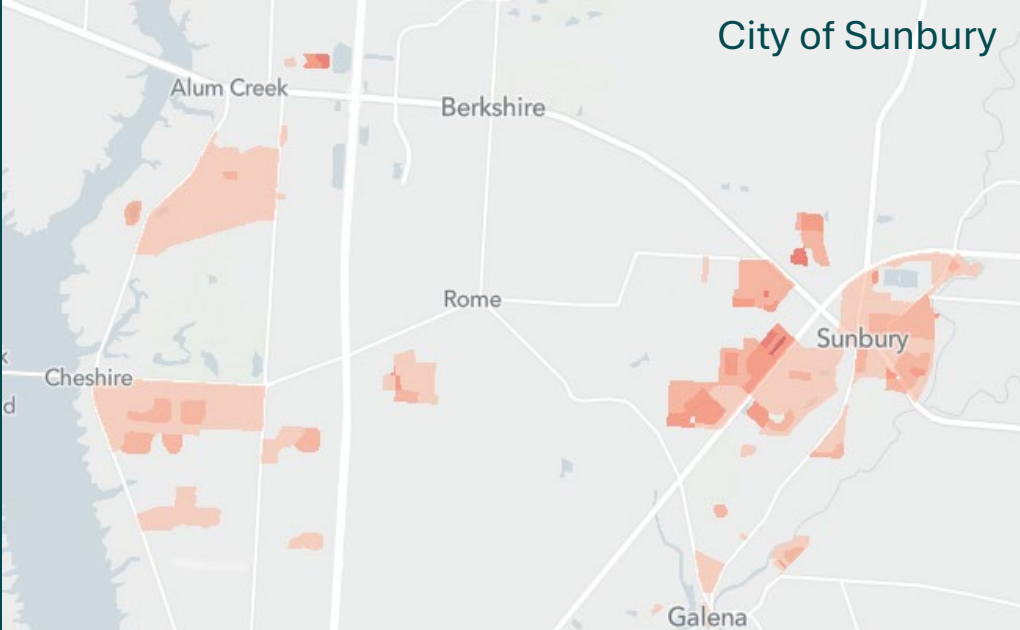 City of Sunbury
Alum Creek
Berkshire
Rome
Sunbury
k
Cheshire
d
Galena